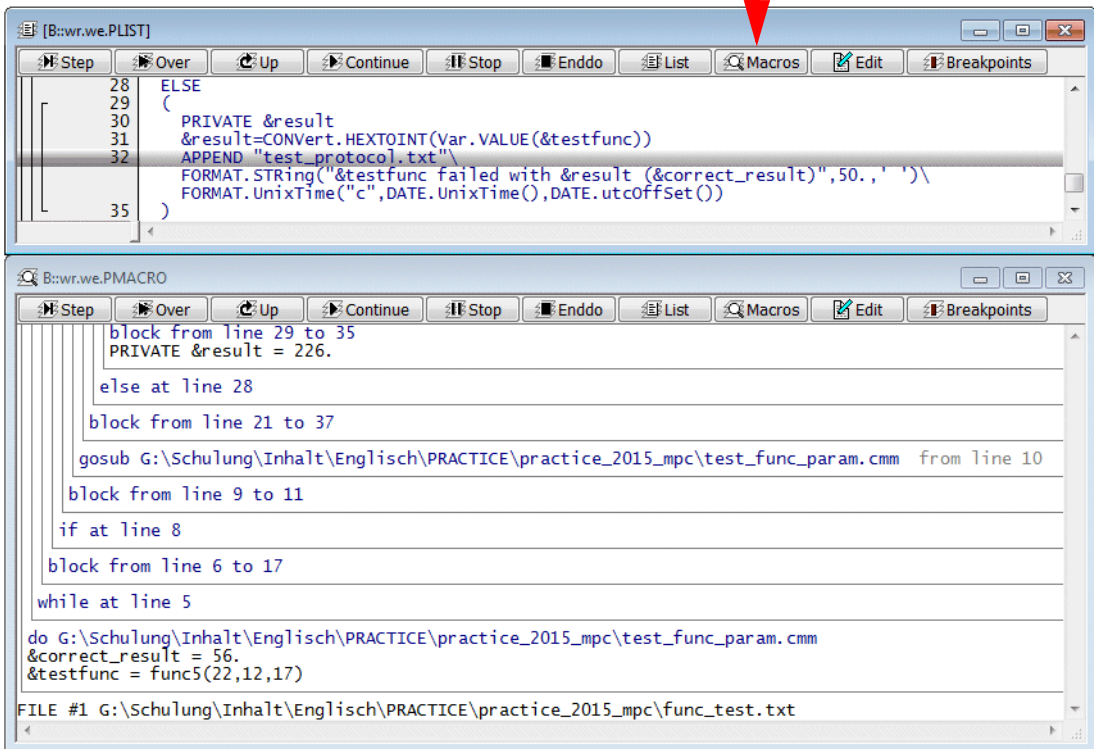 [B::wr.we.PLIST]
Step Over Up Continue Stop Enddo List Macros Edit Breakpoints
28 ELSE
29 (
30 PRIVATE &result
31 &result=CONVert.HEXTOINT(Var.VALUE(&testfunc))
32 APPEND "test_protocol.txt"\
FORMAT.STRing("&testfunc failed with &result (&correct_result)",50.,' ')\
FORMAT.UnixTime("c",DATE.UnixTime(),DATE.utcOffSet())
35 )
B::wr.we.PMACRO
Step Over Up Continue Stop Enddo List Macros Edit Breakpoints
block from line 29 to 35
PRIVATE &result = 226.
else at line 28
block from line 21 to 37
gosub G:\Schulung\Inhalt\Englisch\PRACTICE\practice_2015_mpc\test_func_param.cmm from line 10
block from line 9 to 11
if at line 8
block from line 6 to 17
while at line 5
do G:\Schulung\Inhalt\Englisch\PRACTICE\practice_2015_mpc\test_func_param.cmm
&correct_result = 56.
&testfunc = func5(22,12,17)
FILE #1 G:\Schulung\Inhalt\Englisch\PRACTICE\practice_2015_mpc\func_test.txt